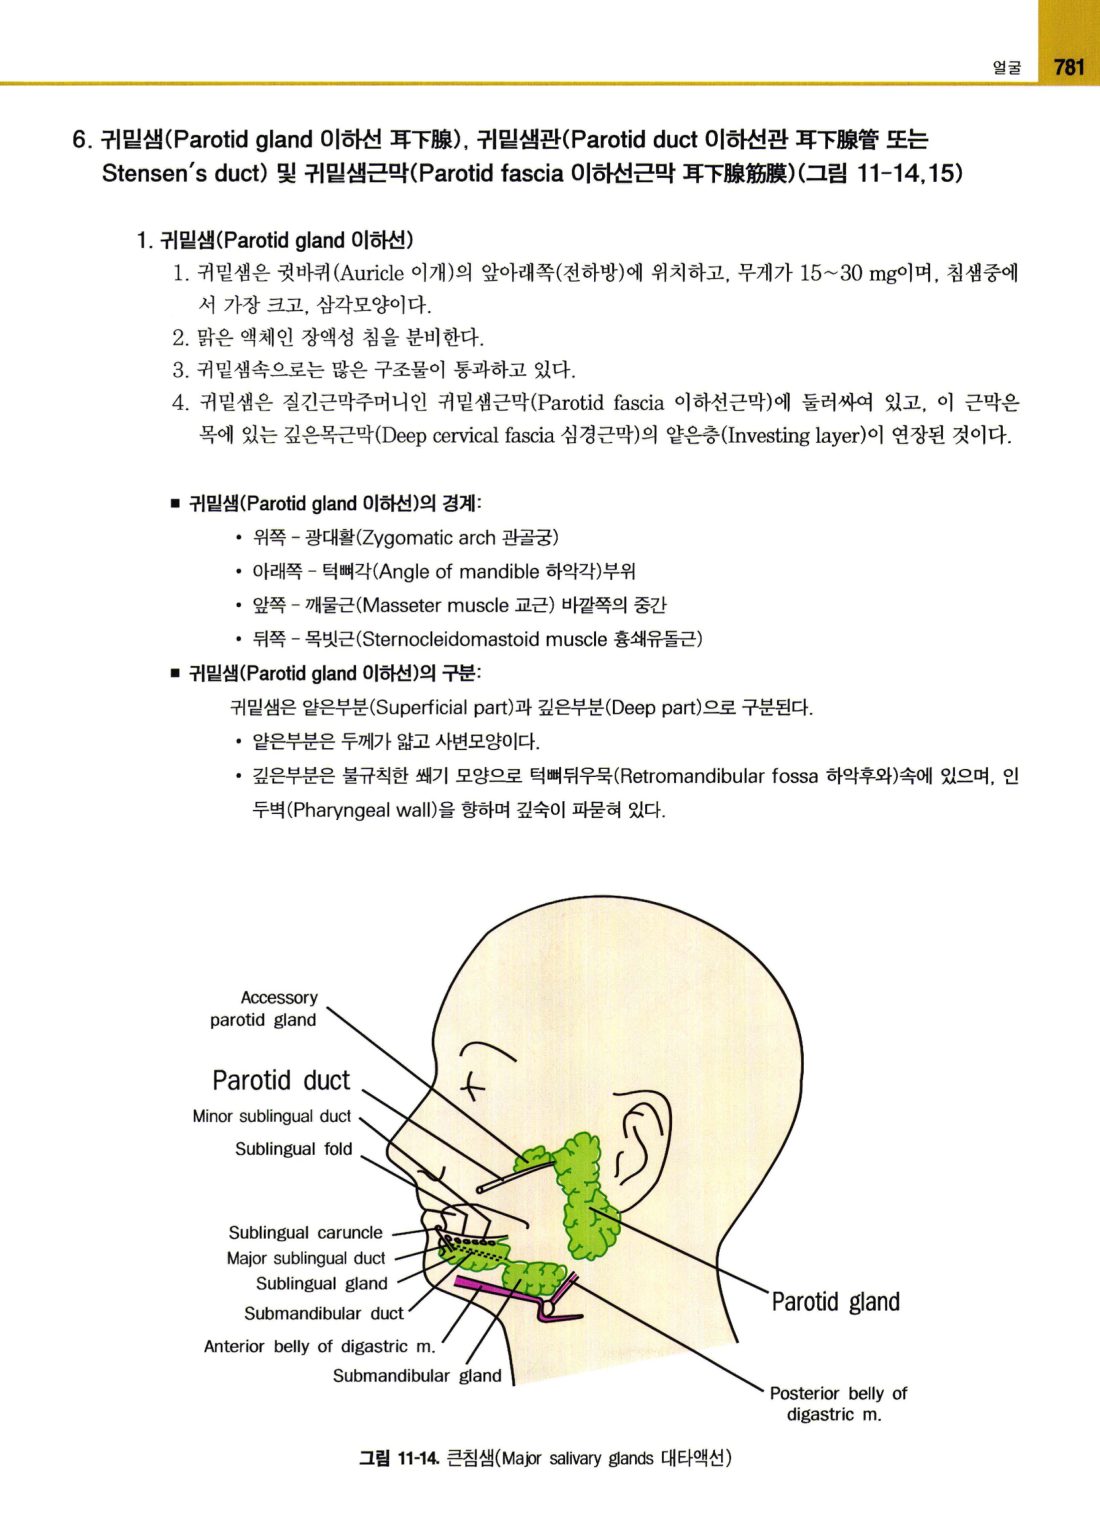 얼굴 781
6. 귀밑샘(Parotid gland 이하선 耳下腺), 귀밑샘관(Parotid duct 이하선관 耳下腺管 또는
Stensen's duct) 및 귀밑샘근막(Parotid fascia 이하선근막 耳下腺筋膜)(그림 11-14,15)
1. 귀밑샘(Parotid gland 이하선)
1. 귀밑샘은 귓바퀴(Auricle 이개)의 앞아래쪽(전하방)에 위치하고, 무게가 15~30 mg이며, 침샘중에
서 가장 크고, 삼각모양이다.
2. 맑은 액체인 장액성 침을 분비한다.
3. 귀밑샘속으로는 많은 구조물이 통과하고 있다.
4. 귀밑샘은 질긴근막주머니인 귀밑샘근막(Parotid fascia 이하선근막)에 둘러싸여 있고, 이 근막은
목에 있는 깊은목근막(Deep cervical fascia 심경근막)의 얕은층(Investing layer)이 연장된 것이다.
■ 귀밑샘(Parotid gland 이하선)의 경계:
• 위쪽 - 광대활(Zygomatic arch 관골궁)
• 아래쪽 - 턱뼈각(Angle of mandible 하악각)부위
• 앞쪽 - 깨물근(Masseter muscle 교근) 바깥쪽의 중간
• 뒤쪽 - 목빗근(Sternocleidomastoid muscle 흉쇄유돌근)
■ 귀밑샘(Parotid gland 이하선)의 구분:
귀밑샘은 얕은부분(Superficial part)과 깊은부분(Deep part)으로 구분된다.
• 얕은부분은 두께가 얇고 사변모양이다.
• 깊은부분은 불규칙한 쐐기 모양으로 턱뼈뒤우묵(Retromandibular fossa 하악후와)속에 있으며, 인
두벽(Pharyngeal wall)을 향하며 깊숙이 파묻혀 있다.
Accessory
parotid gland
Parotid duct
Minor sublingual duct
Sublingual fold
Sublingual caruncle
Major sublingual duct
Sublingual gland
Submandibular duct
Anterior belly of digastric m.
Submandibular gland
Parotid gland
Posterior belly of
digastric m.
그림 11-14. 큰침샘(Major salivary glands 대타액선)